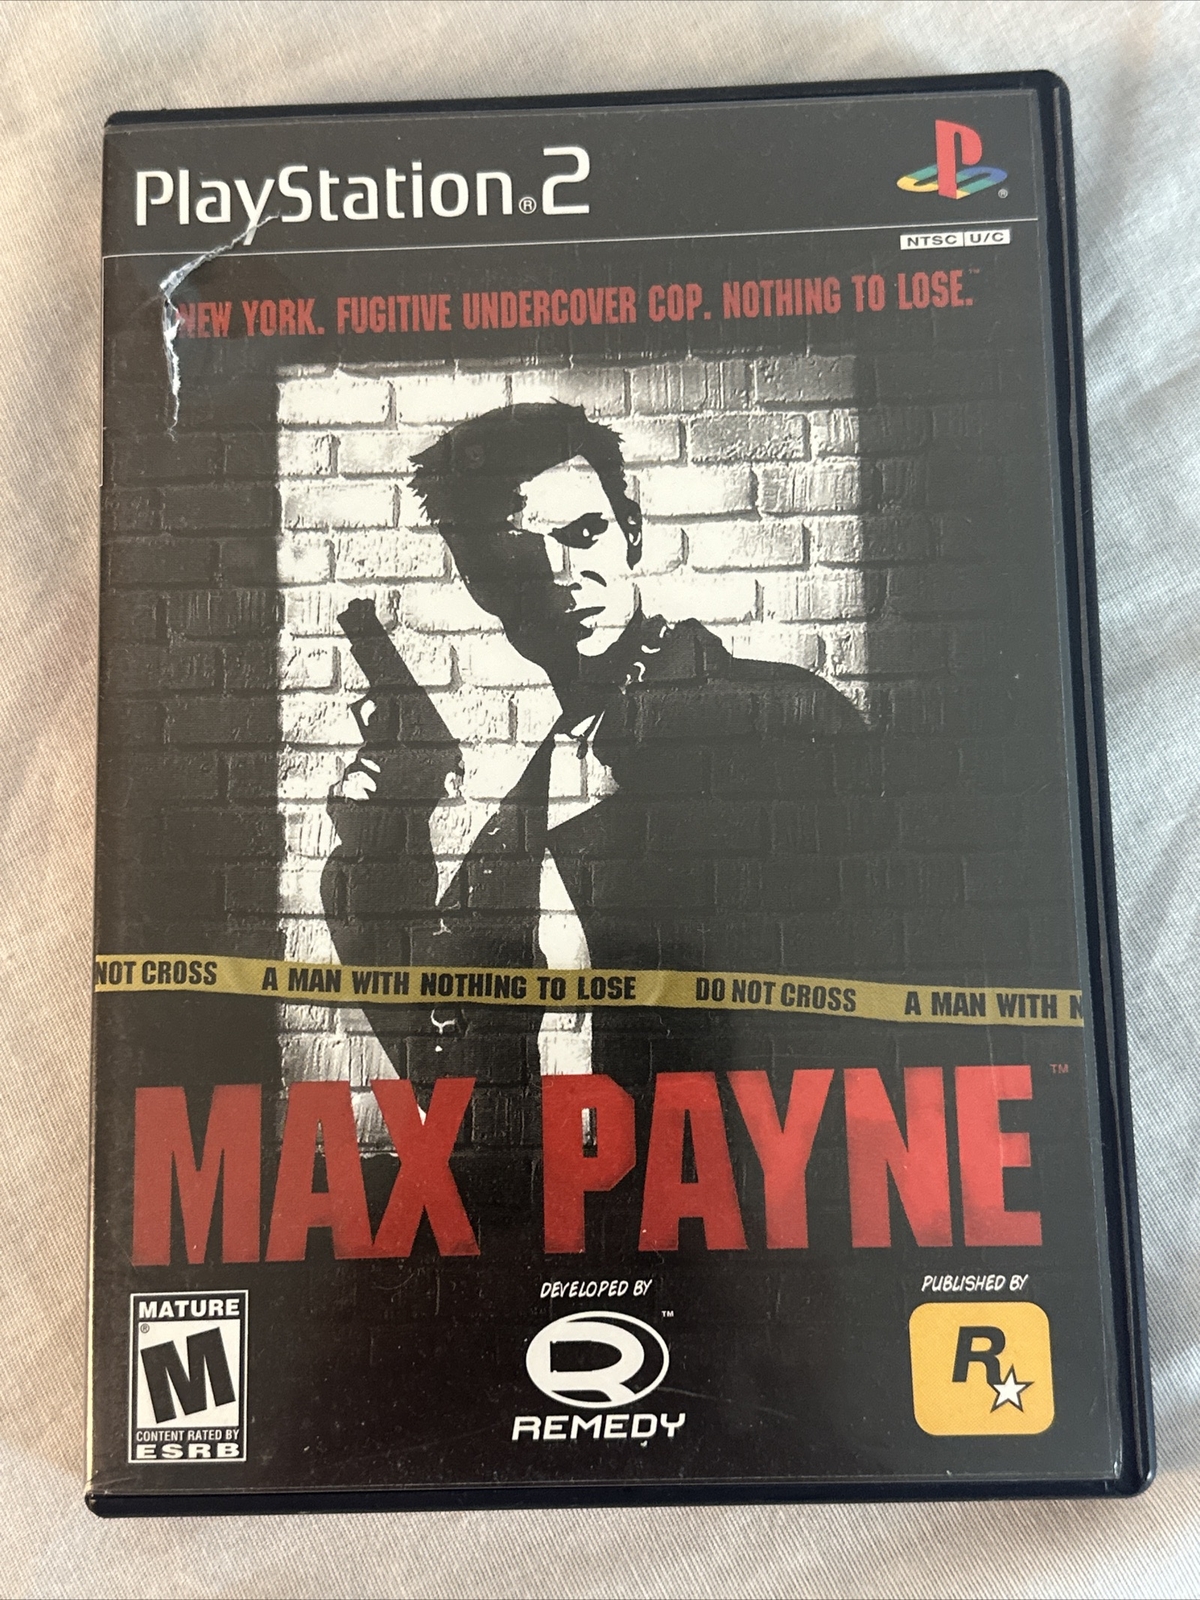 PlayStation®2
NTSC U/C
NEW YORK. FUGITIVE UNDERCOVER COP. NOTHING TO LOSE.™
NOT CROSS A MAN WITH NOTHING TO LOSE DO NOT CROSS A MAN WITH N
MAX PAYNE™
MATURE
M®
CONTENT RATED BY
ESRB
DEVELOPED BY
R™
REMEDY
PUBLISHED BY
R